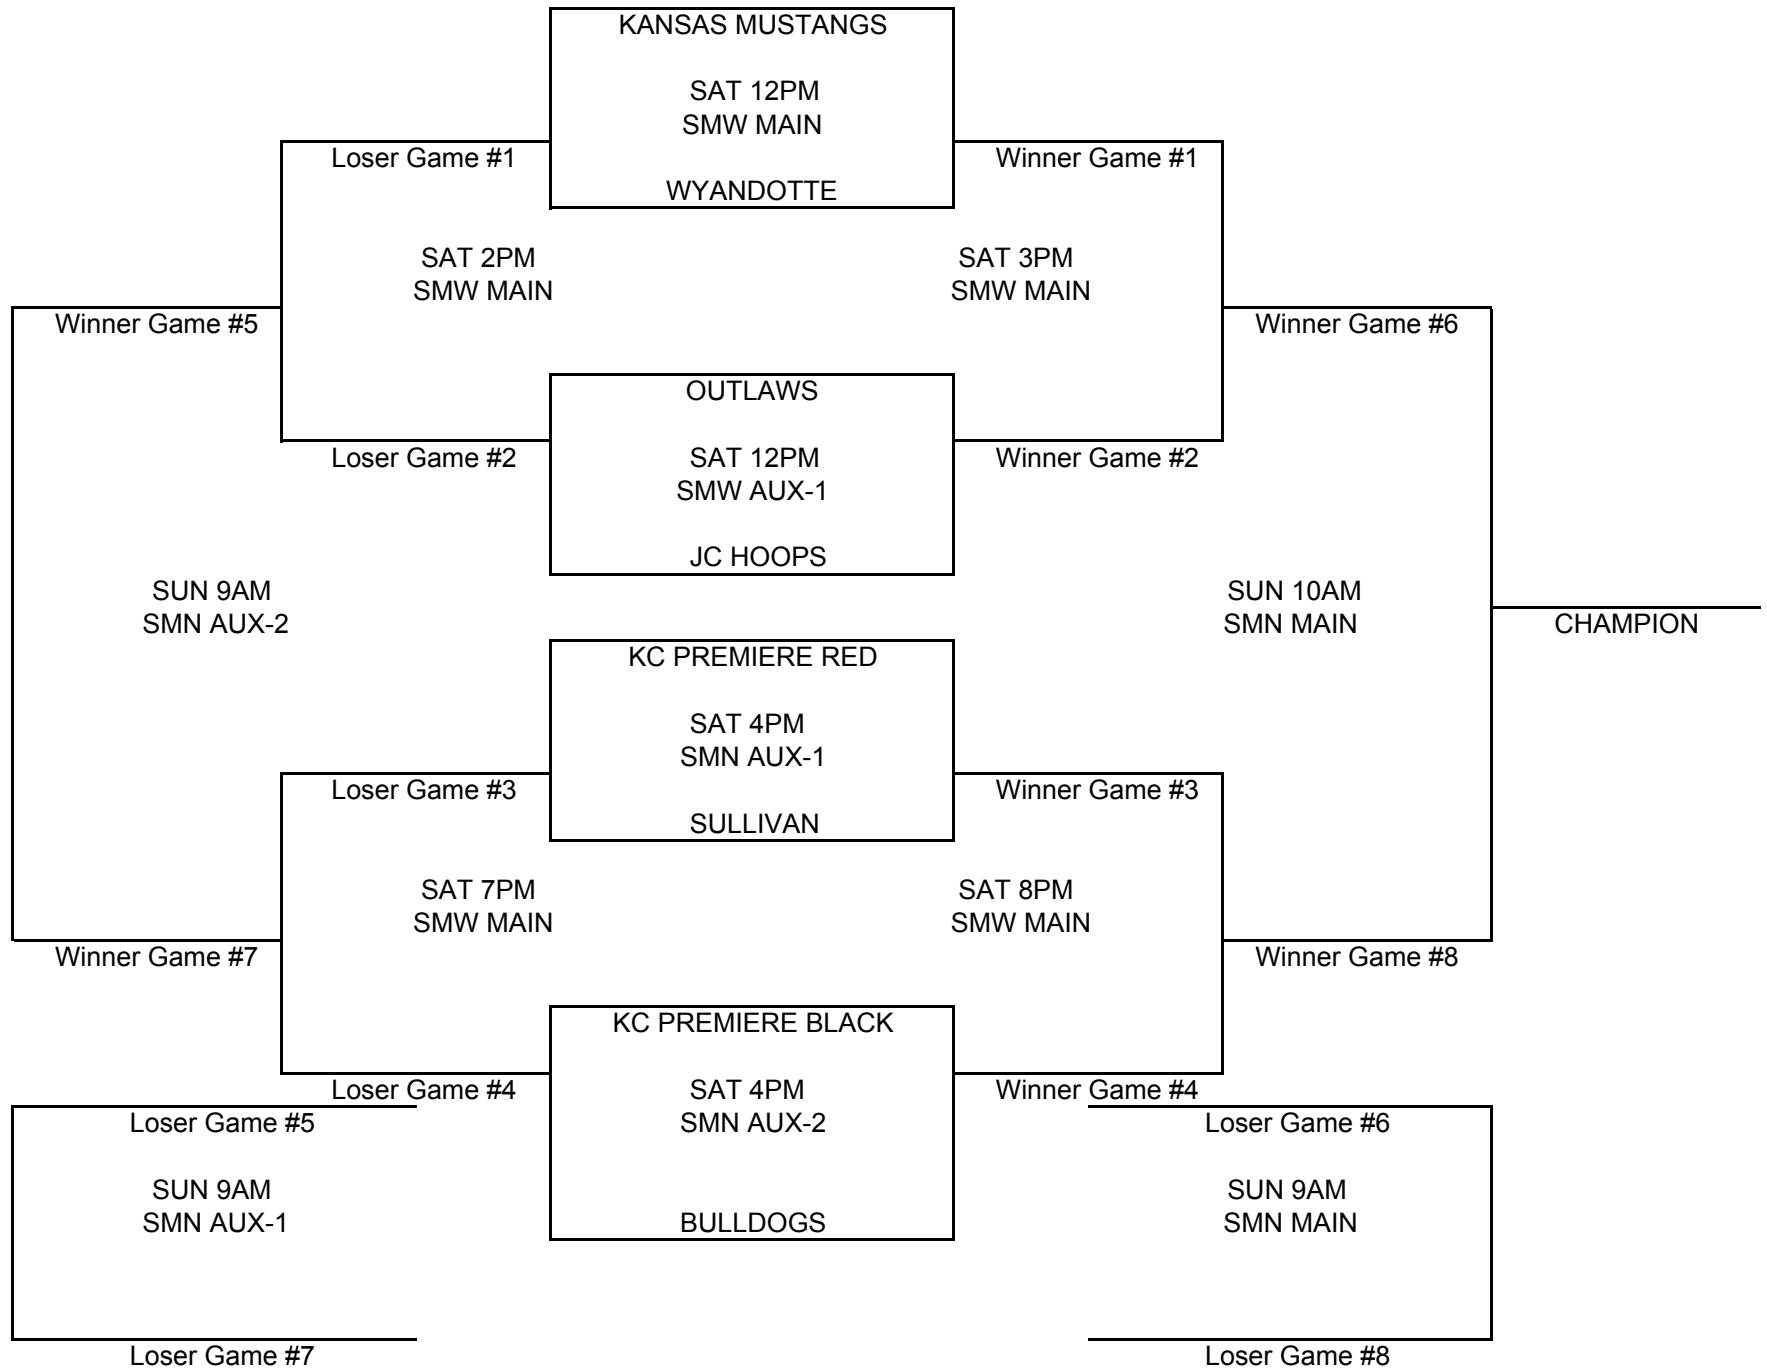 KANSAS MUSTANGS
SAT 12PM
SMW MAIN
Loser Game #1
Winner Game #1
WYANDOTTE
SAT 2PM
SMW MAIN
SAT 3PM
SMW MAIN
Winner Game #5
Winner Game #6
OUTLAWS
Loser Game #2
SAT 12PM
SMW AUX-1
Winner Game #2
JC HOOPS
SUN 9AM
SMN AUX-2
SUN 10AM
SMN MAIN
CHAMPION
KC PREMIERE RED
SAT 4PM
SMN AUX-1
Loser Game #3
Winner Game #3
SULLIVAN
SAT 7PM
SMW MAIN
SAT 8PM
SMW MAIN
Winner Game #7
Winner Game #8
KC PREMIERE BLACK
Loser Game #4
SAT 4PM
SMN AUX-2
Winner Game #4
Loser Game #5
Loser Game #6
SUN 9AM
SMN AUX-1
BULLDOGS
SUN 9AM
SMN MAIN
Loser Game #7
Loser Game #8